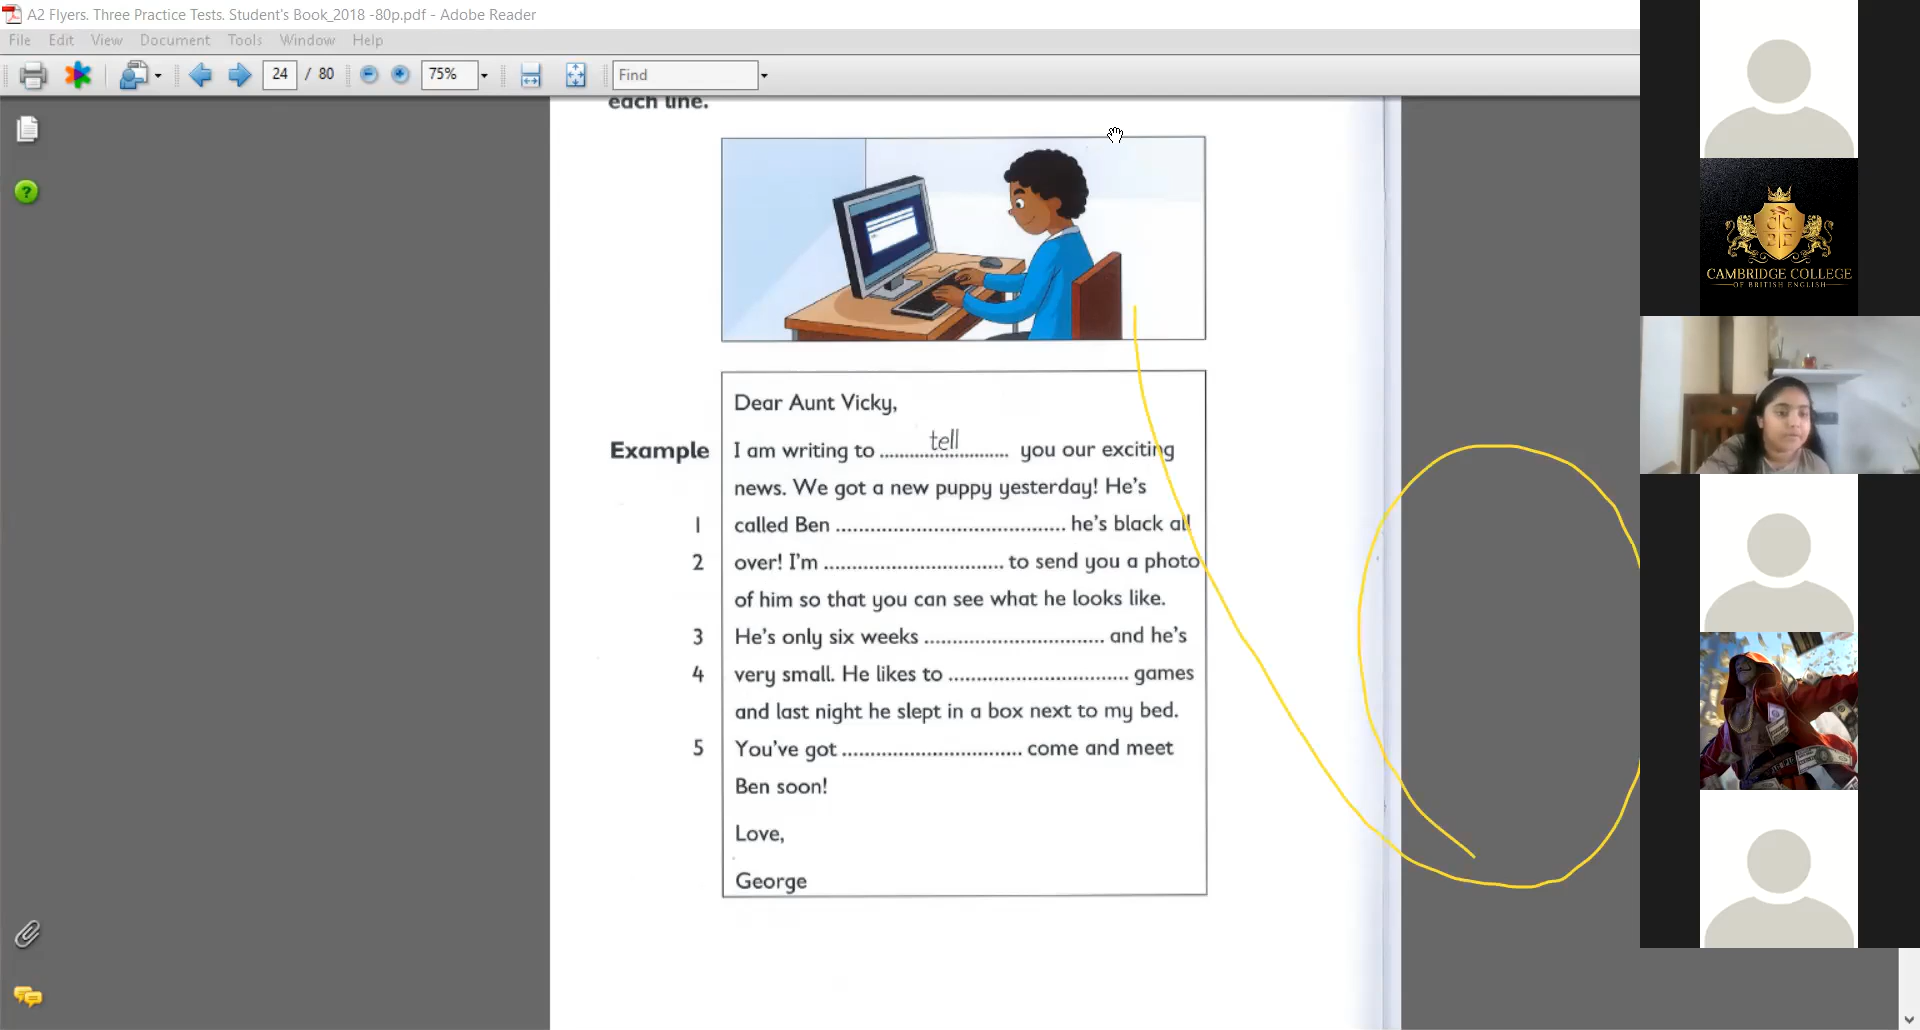 A2 Flyers. Three Practice Tests. Student's Book_2018 -80p.pdf - Adobe Reader
File Edit View Document Tools Window Help
24 / 80 75% Find
each line.
Dear Aunt Vicky,
Example I am writing to tell you our exciting
news. We got a new puppy yesterday! He's
1 called Ben he's black all
2 over! I'm to send you a photo
of him so that you can see what he looks like.
3 He's only six weeks and he's
4 very small. He likes to games
and last night he slept in a box next to my bed.
5 You've got come and meet
Ben soon!
Love,
George
CAMBRIDGE COLLEGE
OF BRITISH ENGLISH